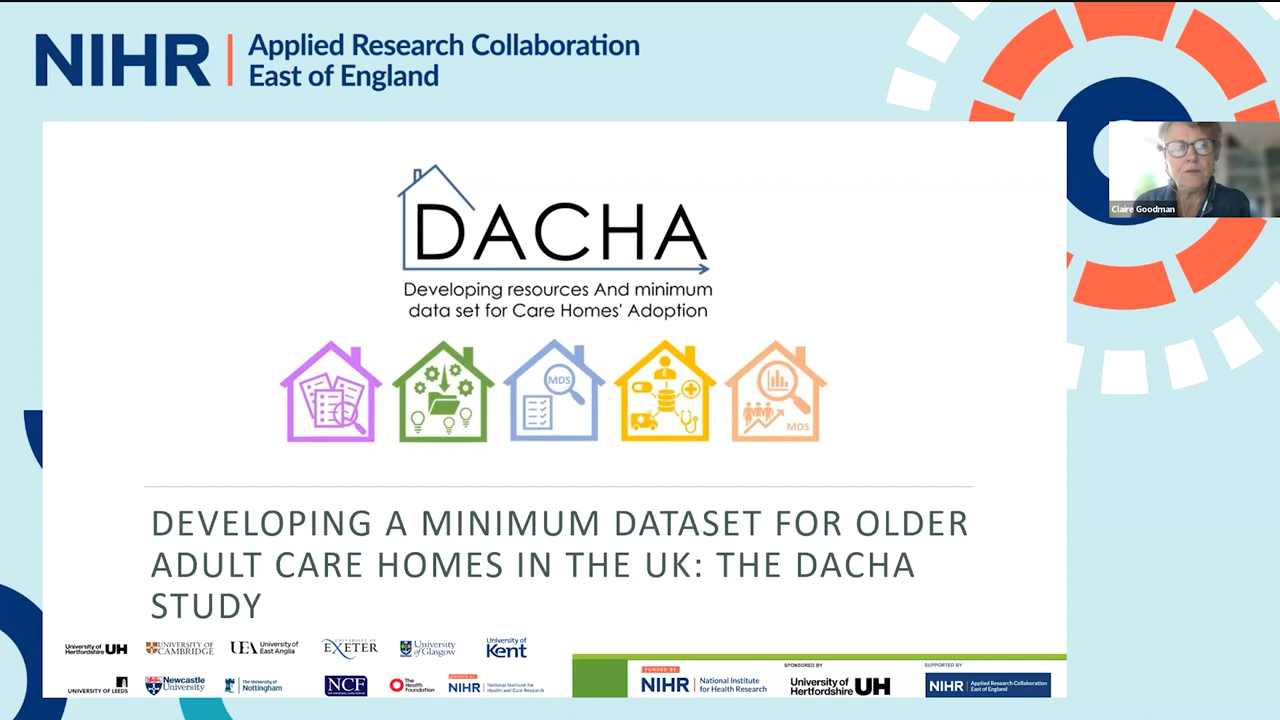 NIHR | Applied Research Collaboration
East of England
Claire Goodman
DACHA
Developing resources And minimum
data set for Care Homes' Adoption
MDS
MDS
DEVELOPING A MINIMUM DATASET FOR OLDER
ADULT CARE HOMES IN THE UK: THE DACHA
STUDY
University of Hertfordshire UH
UNIVERSITY OF CAMBRIDGE
UEA University of East Anglia
UNIVERSITY OF EXETER
University of Glasgow
University of Kent
UNIVERSITY OF LEEDS
Newcastle University
The University of Nottingham
NCF
The Health Foundation
NIHR | National Institute for Health and Care Research
FUNDED BY
NIHR | National Institute for Health Research
SPONSORED BY
University of Hertfordshire UH
SUPPORTED BY
NIHR | Applied Research Collaboration East of England